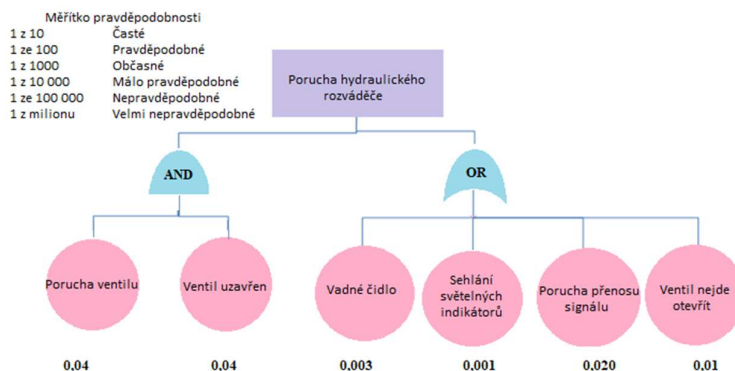 Měřítko pravděpodobnosti
1 z 10 Časté
1 ze 100 Pravděpodobné
1 z 1000 Občasné
1 z 10 000 Málo pravděpodobné
1 ze 100 000 Nepravděpodobné
1 z milionu Velmi nepravděpodobné
Porucha hydraulického
rozváděče
AND
OR
Porucha ventilu
Ventil uzavřen
Vadné čidlo
Sehlání
světelných
indikátorů
Porucha přenosu
signálu
Ventil nejde
otevřít
0.04
0.04
0.003
0.001
0.020
0.01